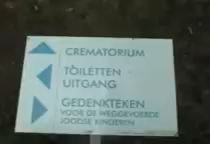 CREMATORIUM
TOILETTEN
UITGANG
GEDENKTEKEN
VOOR DE WEGGEVOERDE
JOODSE KINDEREN